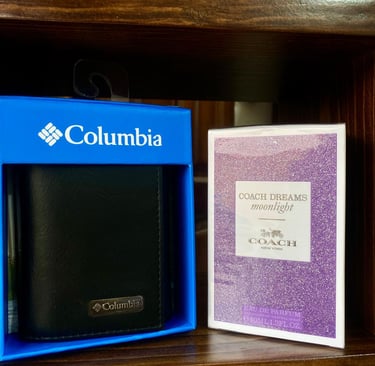 Columbia
Columbia
COACH DREAMS
moonlight
COACH
NEW YORK
EAU DE PARFUM